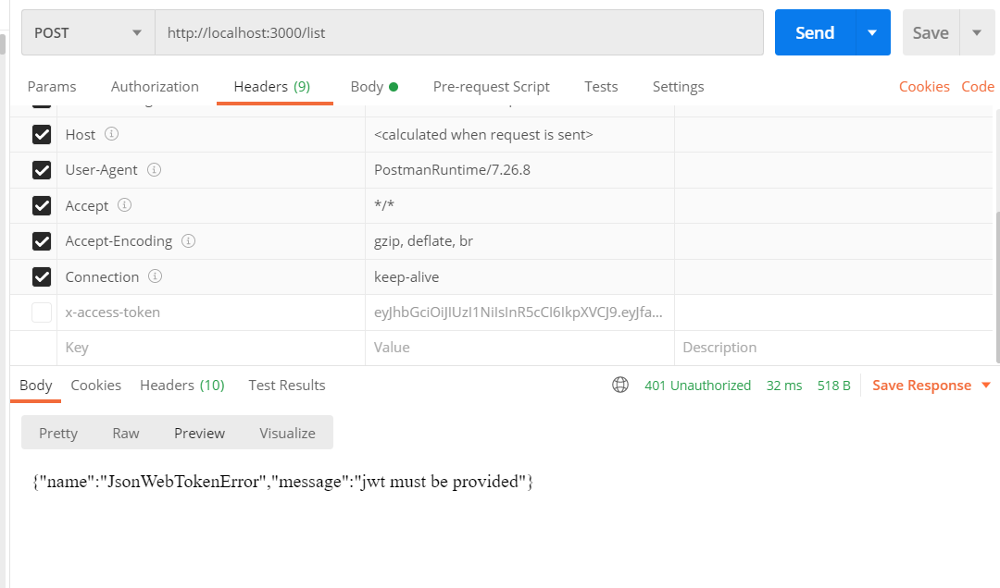 POST http://localhost:3000/list Send Save
Params Authorization Headers (9) Body Pre-request Script Tests Settings Cookies Code
Host <calculated when request is sent>
User-Agent PostmanRuntime/7.26.8
Accept */*
Accept-Encoding gzip, deflate, br
Connection keep-alive
x-access-token eyJhbGciOiJIUzI1NiIsInR5cCI6IkpXVCJ9.eyJfa...
Key Value Description
Body Cookies Headers (10) Test Results 401 Unauthorized 32 ms 518 B Save Response
Pretty Raw Preview Visualize
{"name":"JsonWebTokenError","message":"jwt must be provided"}